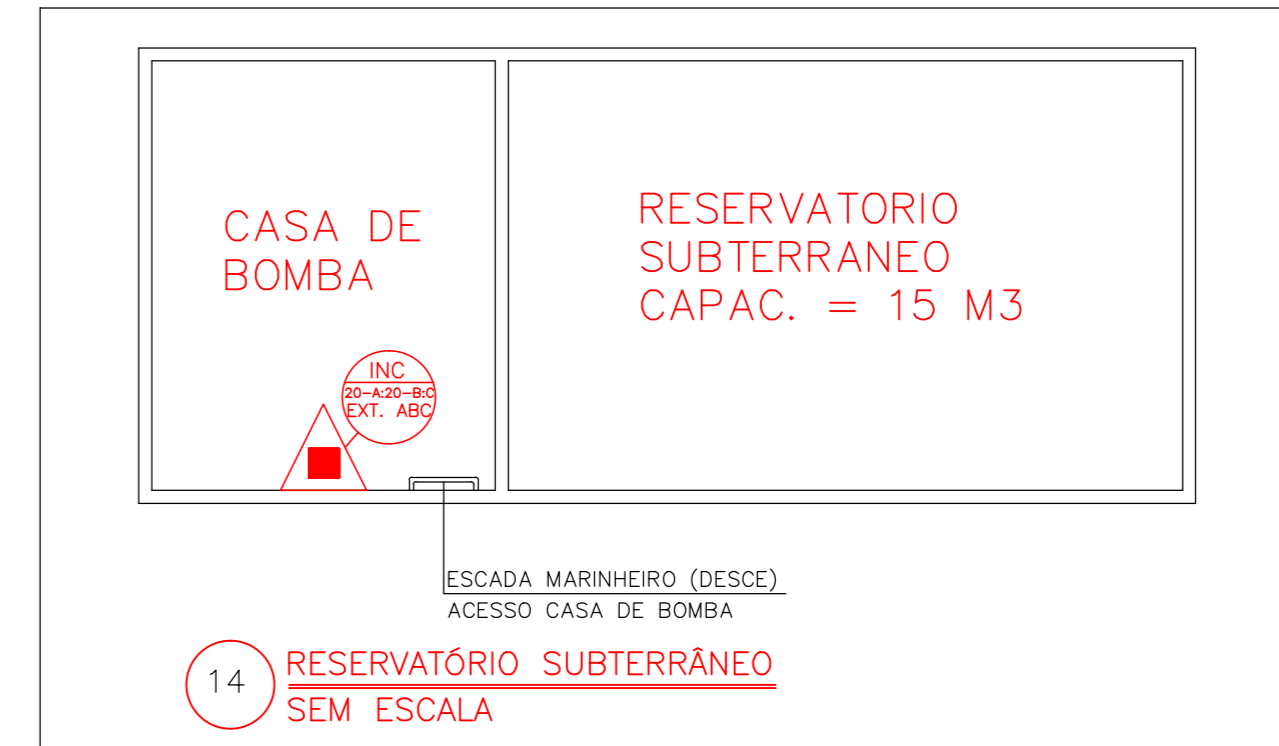 CASA DE
BOMBA
RESERVATORIO
SUBTERRANEO
CAPAC. = 15 M3
INC
20-A:20-B:C
EXT. ABC
ESCADA MARINHEIRO (DESCE)
ACESSO CASA DE BOMBA
14
RESERVATÓRIO SUBTERRÂNEO
SEM ESCALA